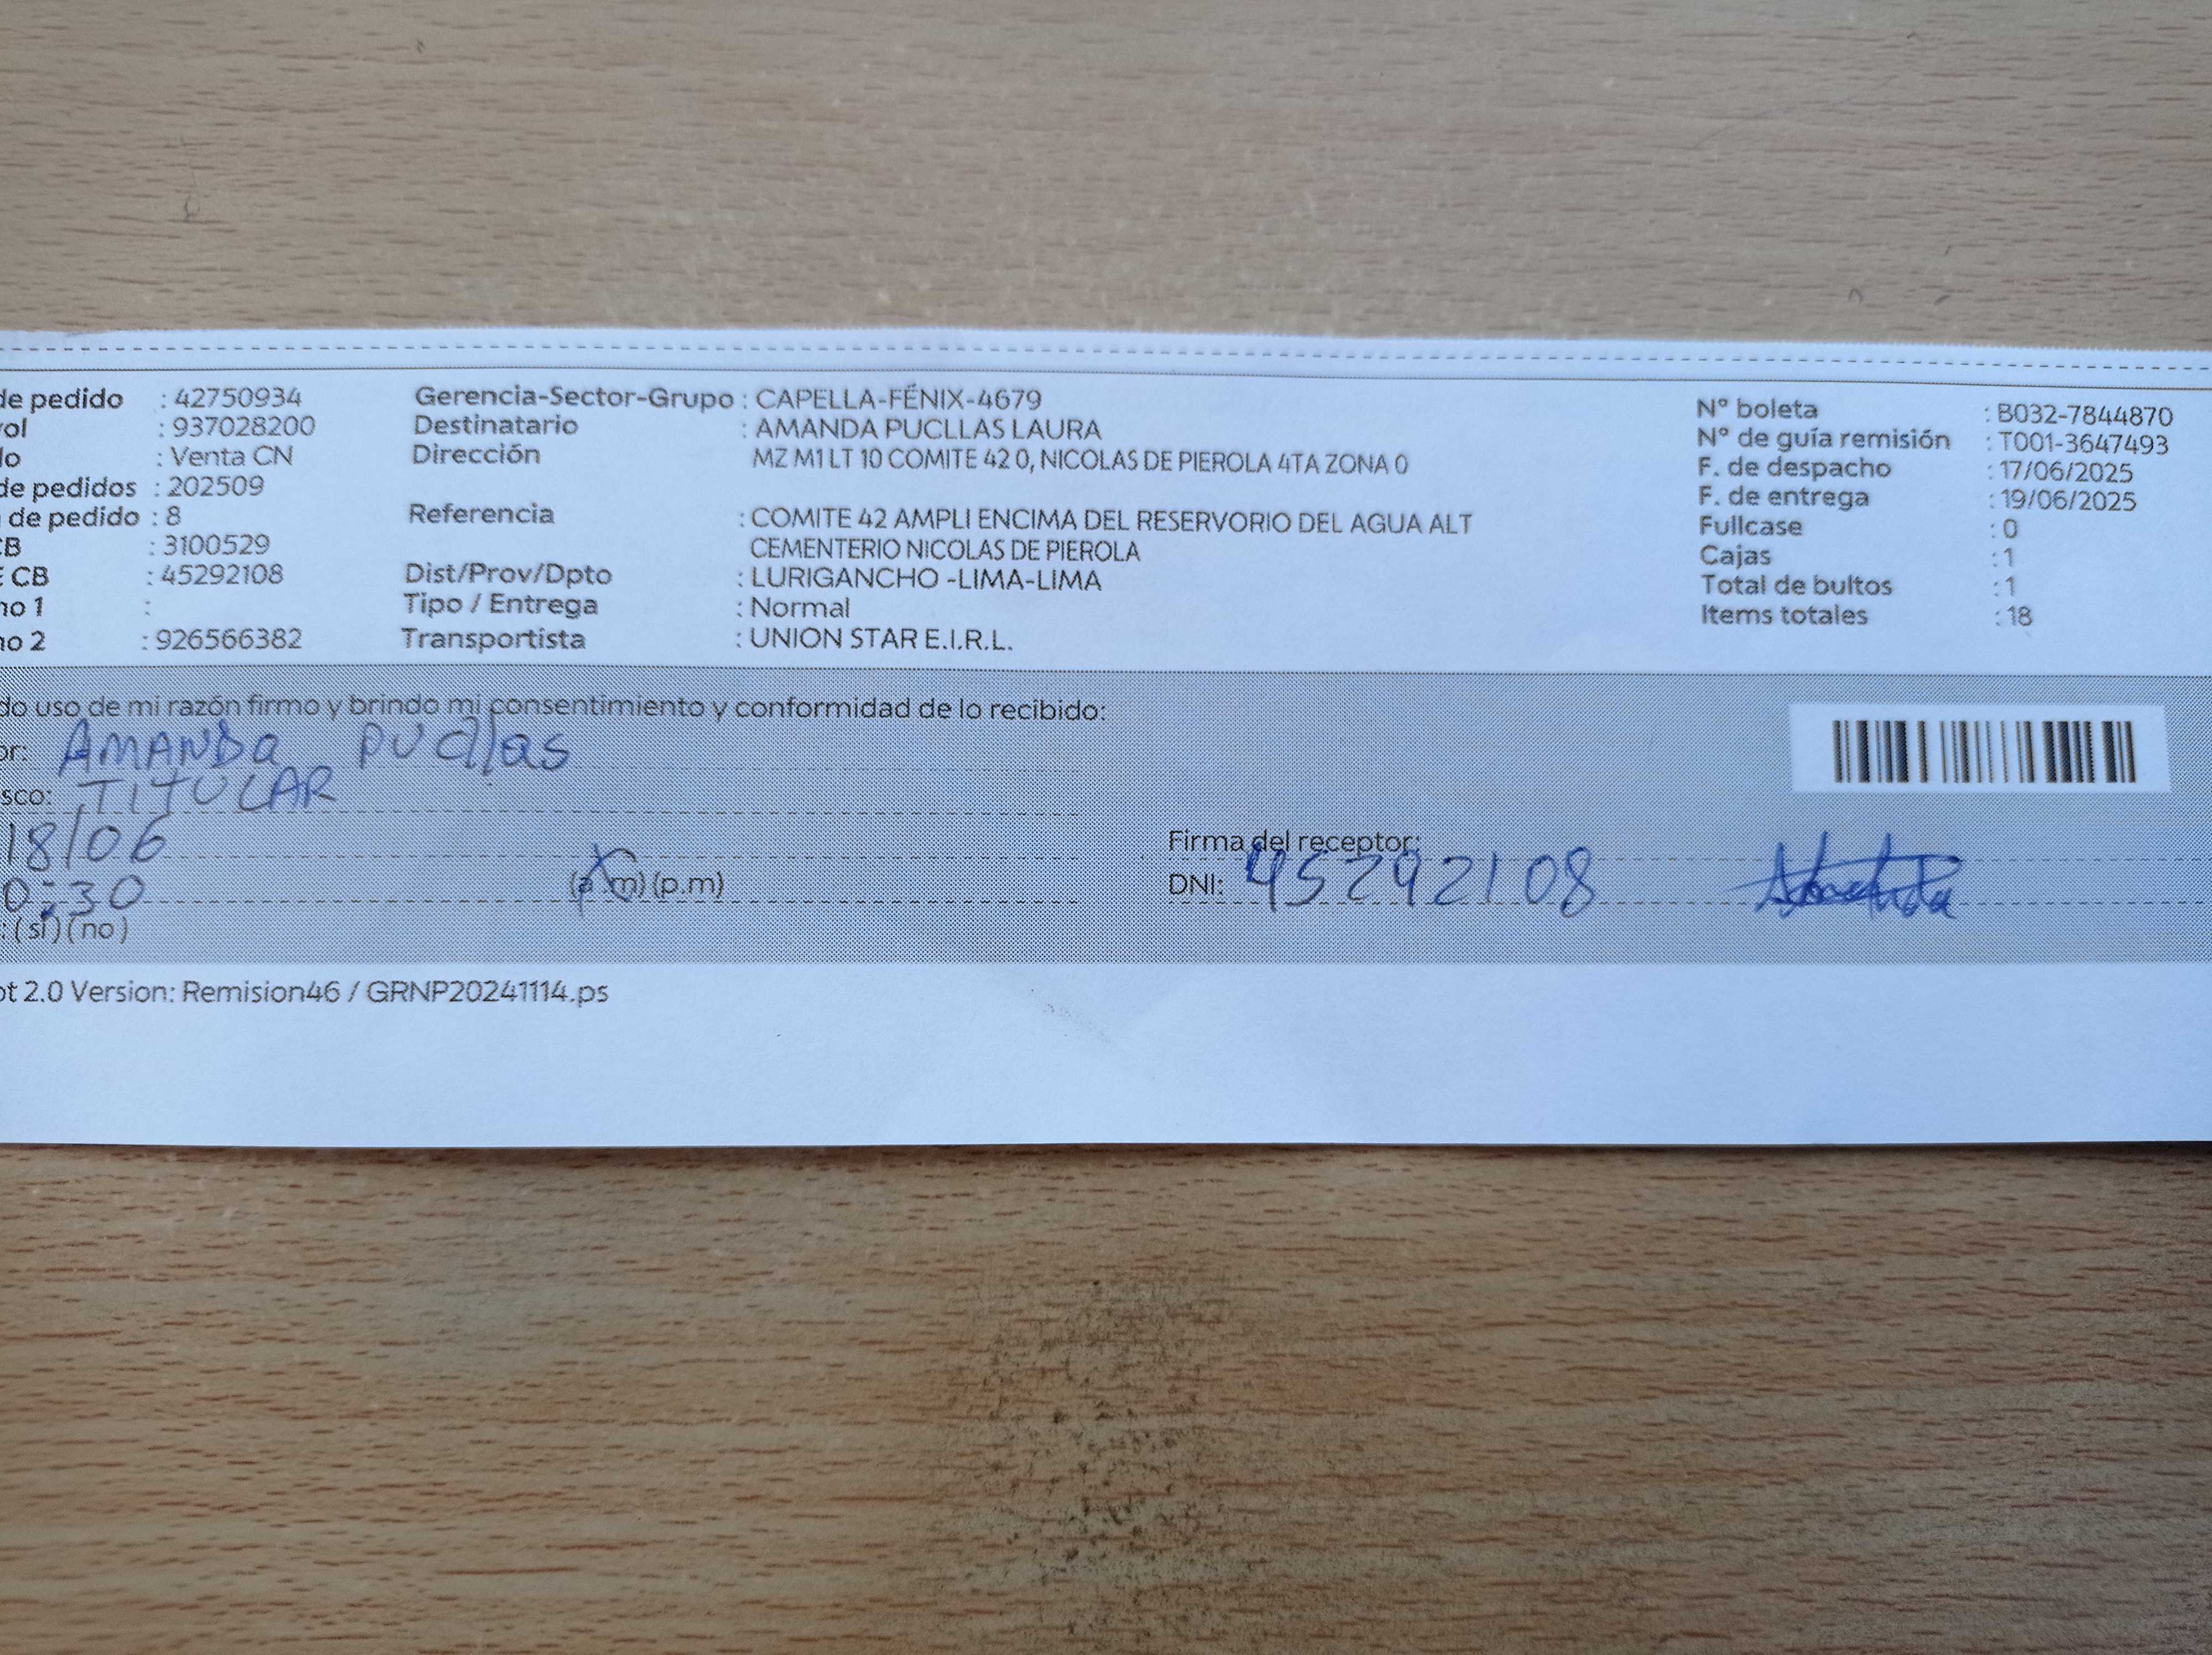 de pedido : 42750934 Gerencia-Sector-Grupo : CAPELLA-FÉNIX-4679 Nº boleta : B032-7844870
rol : 937028200 Destinatario : AMANDA PUCLLAS LAURA Nº de guía remisión : T001-3647493
do : Venta CN Dirección : MZ M1 LT 10 COMITE 42 0, NICOLAS DE PIEROLA 4TA ZONA 0 F. de despacho : 17/06/2025
de pedidos : 202509 F. de entrega : 19/06/2025
de pedido : 8 Referencia : COMITE 42 AMPLI ENCIMA DEL RESERVORIO DEL AGUA ALT Fullcase : 0
CB : 3100529 CEMENTERIO NICOLAS DE PIEROLA Cajas : 1
E CB : 45292108 Dist/Prov/Dpto : LURIGANCHO -LIMA-LIMA Total de bultos : 1
no 1 : Tipo / Entrega : Normal Items totales : 18
no 2 : 926566382 Transportista : UNION STAR E.I.R.L.
do uso de mi razón firmo y brindo mi consentimiento y conformidad de lo recibido:
or: AMANDa pucllas
sco: TITULAR
18/06 Firma del receptor:
0:30 (a.m) (p.m) DNI: 45292108
: (si) (no)
ot 2.0 Version: Remision46 / GRNP20241114.ps